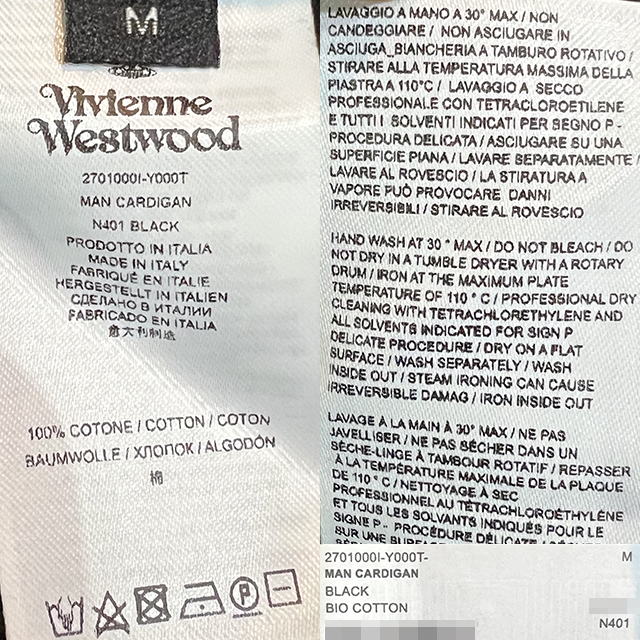 M
Vivienne
Westwood
2701000I-Y000T
MAN CARDIGAN
N401 BLACK
PRODOTTO IN ITALIA
MADE IN ITALY
FABRIQUÉ EN ITALIE
HERGESTELLT IN ITALIEN
СДЕЛАНО В ИТАЛИИ
FABRICADO EN ITALIA
意大利制造
100% COTONE / COTTON / COTON
BAUMWOLLE / ХЛОПОК / ALGODÓN
棉
P
LAVAGGIO A MANO A 30° MAX / NON
CANDEGGIARE / NON ASCIUGARE IN
ASCIUGA_BIANCHERIA A TAMBURO ROTATIVO /
STIRARE ALLA TEMPERATURA MASSIMA DELLA
PIASTRA A 110°C / LAVAGGIO A SECCO
PROFESSIONALE CON TETRACLOROETILENE
E TUTTI I SOLVENTI INDICATI PER SEGNO P -
PROCEDURA DELICATA / ASCIUGARE SU UNA
SUPERFICIE PIANA / LAVARE SEPARATAMENTE /
LAVARE AL ROVESCIO / LA STIRATURA A
VAPORE PUÒ PROVOCARE DANNI
IRREVERSIBILI / STIRARE AL ROVESCIO
HAND WASH AT 30 ° MAX / DO NOT BLEACH / DO
NOT DRY IN A TUMBLE DRYER WITH A ROTARY
DRUM / IRON AT THE MAXIMUM PLATE
TEMPERATURE OF 110 ° C / PROFESSIONAL DRY
CLEANING WITH TETRACHLORETHYLENE AND
ALL SOLVENTS INDICATED FOR SIGN P
DELICATE PROCEDURE / DRY ON A FLAT
SURFACE / WASH SEPARATELY / WASH
INSIDE OUT / STEAM IRONING CAN CAUSE
IRREVERSIBLE DAMAG / IRON INSIDE OUT
LAVAGE À LA MAIN À 30° MAX / NE PAS
JAVELLISER / NE PAS SÉCHER DANS UN
SÈCHE-LINGE À TAMBOUR ROTATIF / REPASSER
À LA TEMPÉRATURE MAXIMALE DE LA PLAQUE
DE 110 ° C / NETTOYAGE À SEC
PROFESSIONNEL AU TÉTRACHLOROÉTHYLÈNE
ET TOUS LES SOLVANTS INDIQUÉS POUR LE
SIGNE P - PROCÉDURE DÉLICATE /
SUR UNE
2701000I-Y000T- M
MAN CARDIGAN
BLACK
BIO COTTON
N401